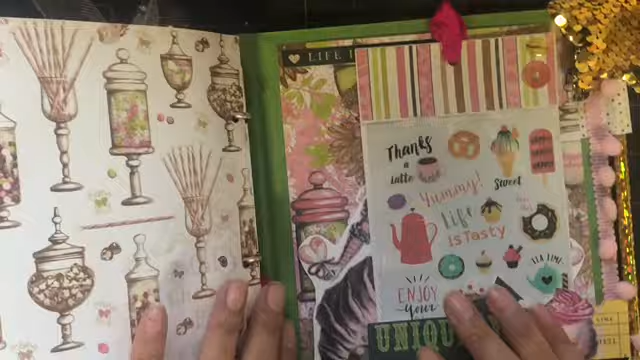 LIFE I
Thanks
a
Latte
Yummy!
Sweet
Life
is Tasty
TEA TIME
ENJOY
Your
UNIQU